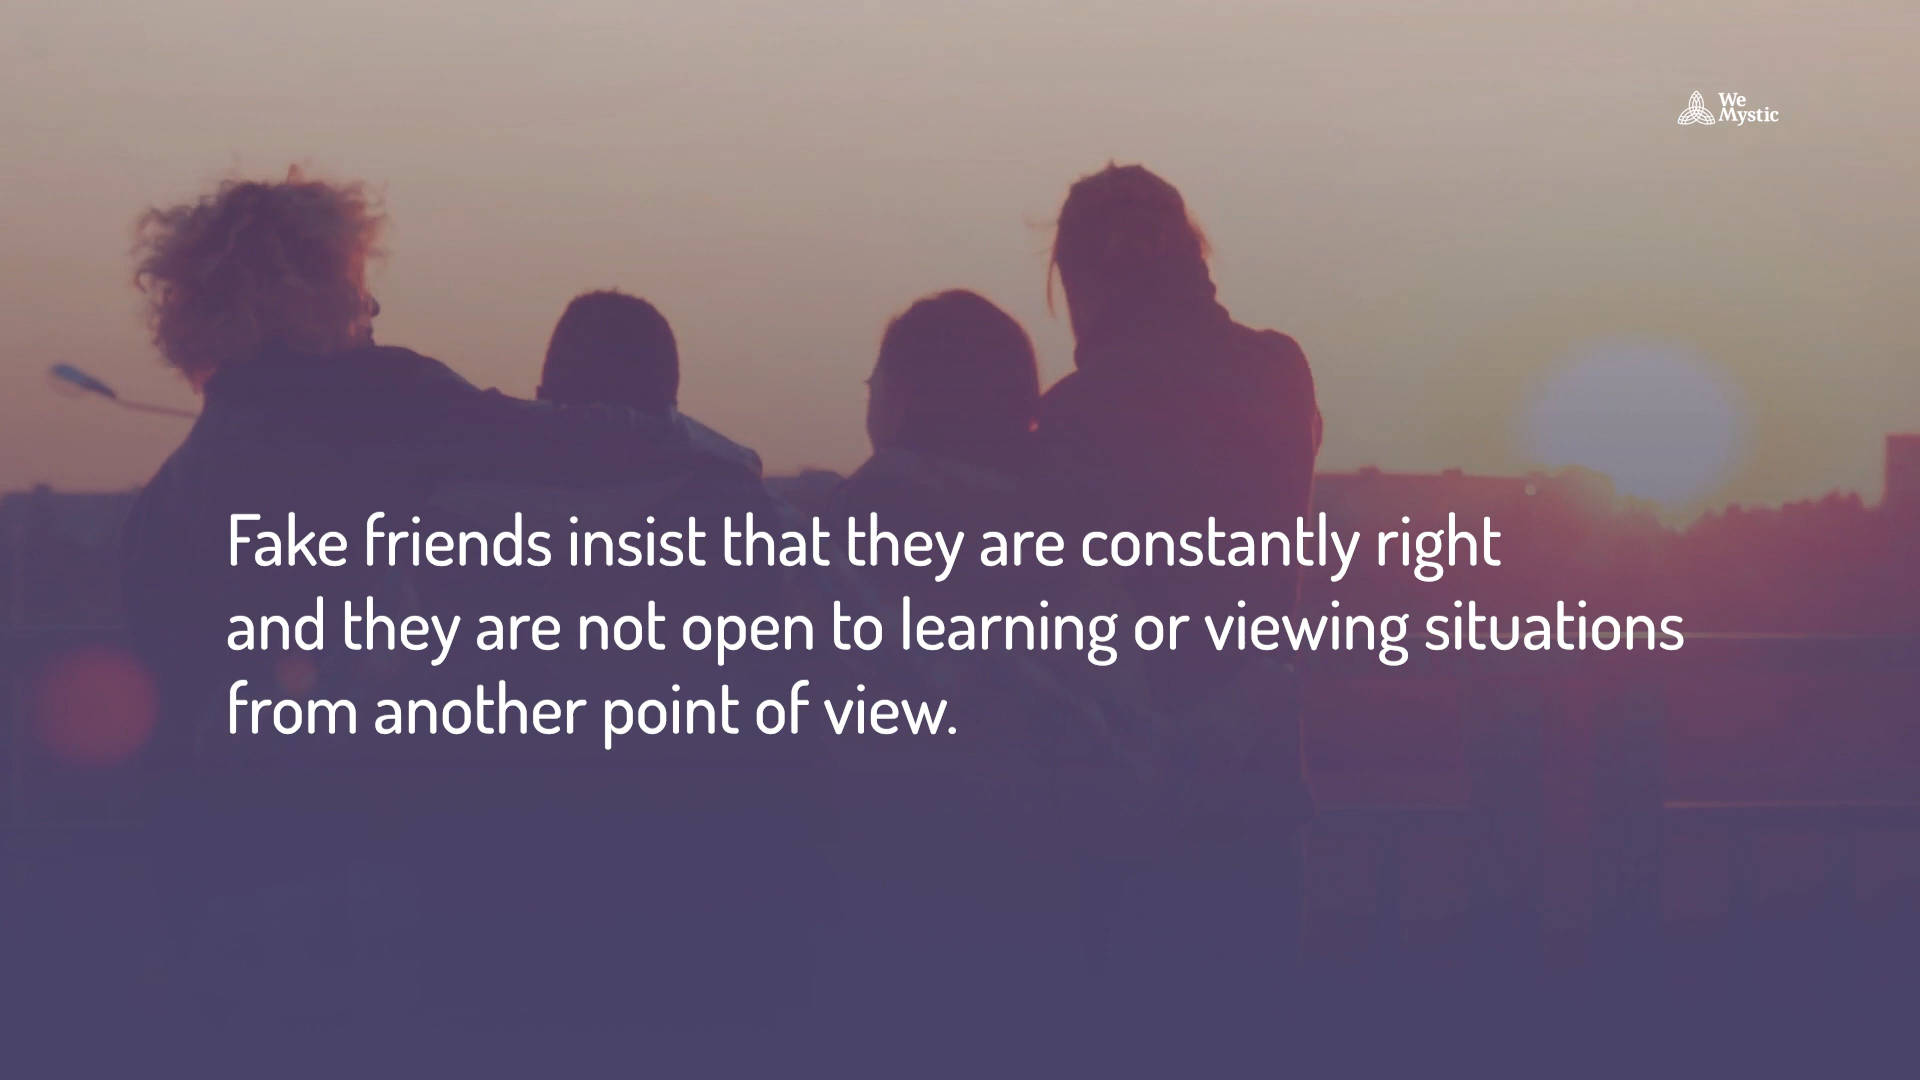 We
Mystic
Fake friends insist that they are constantly right
and they are not open to learning or viewing situations
from another point of view.